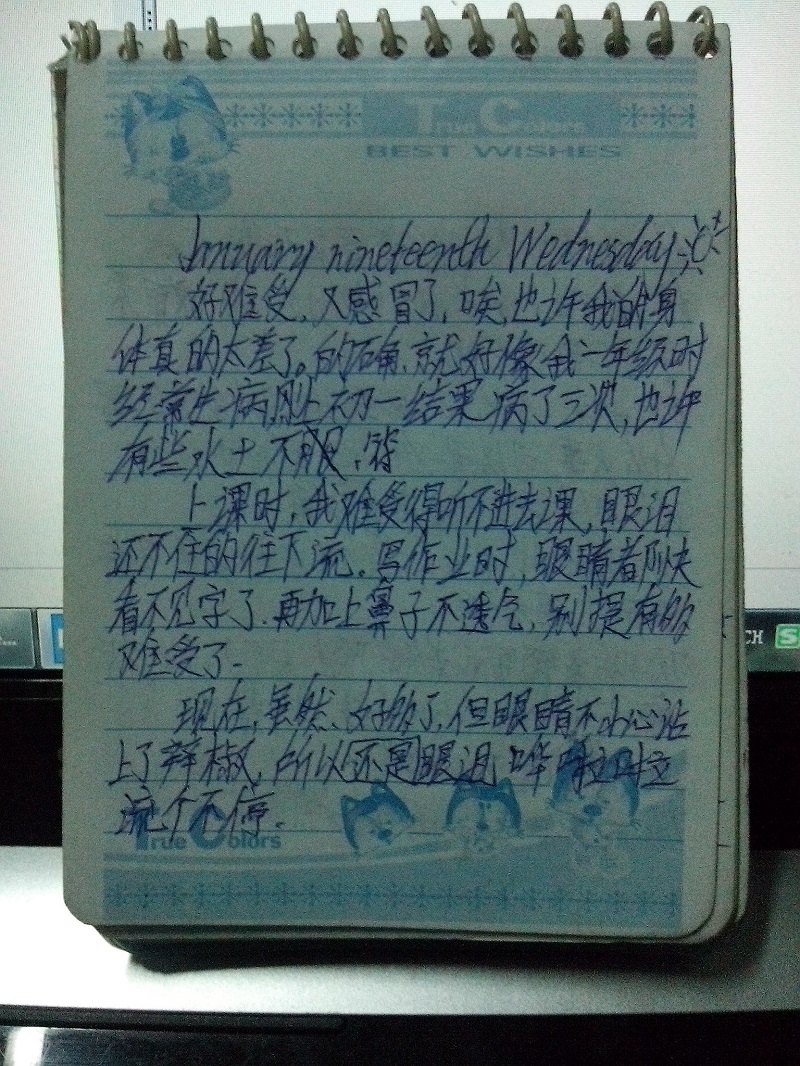 True Colors
BEST WISHES
January nineteenth Wednesday
好难受，又感冒了，唉，也许我的身
体真的太差了。的确，就好像我一年级时
经常生病，刚上初一结果病了三次，也许
有些水土不服，
上课时，我难受得听不进去课，眼泪
还不住的往下流。写作业时，眼睛看都快
看不见字了，再加上鼻子不透气，别提有多
难受了。
现在，虽然，好多了，但眼睛不小心沾
上了辣椒，所以还是眼泪哗啦啦
流个不停。
True Colors
CH
S